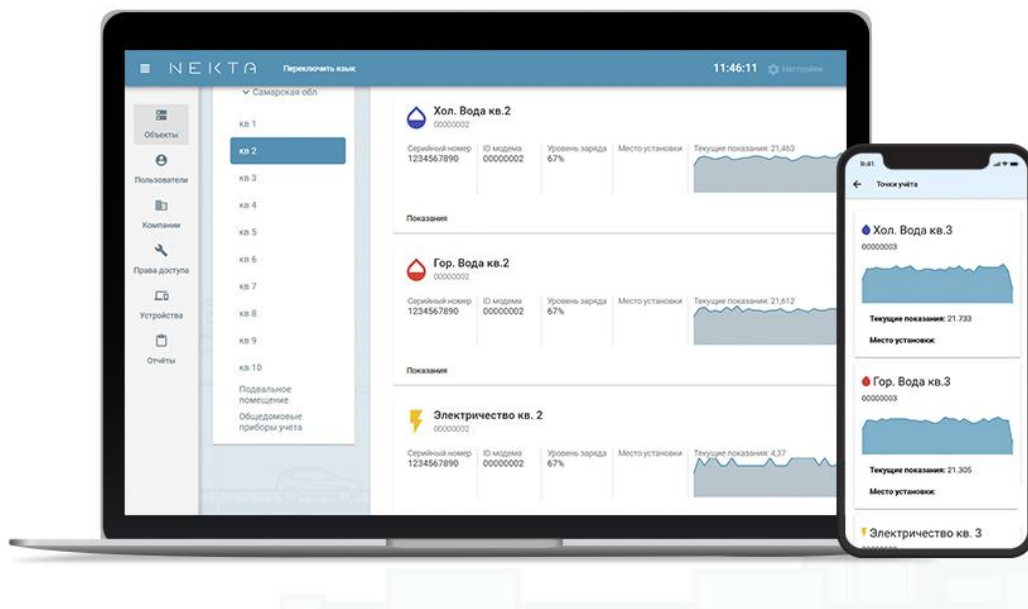 NEKTA
Переключить язык
11:46:11
Настройки
Объекты
Пользователи
Компании
Права доступа
Устройства
Отчёты
Самарская обл
кв 1
кв 2
кв 3
кв 4
кв 5
кв 6
кв 7
кв 8
кв 9
кв 10
Подвальное
помещение
Общедомовые
приборы учета
Хол. Вода кв.2
00000002
Серийный номер ID модема Уровень заряда Место установки Текущие показания: 21,463
1234567890 00000002 67%
Показания
Гор. Вода кв.2
00000002
Серийный номер ID модема Уровень заряда Место установки Текущие показания: 21,612
1234567890 00000002 67%
Показания
Электричество кв. 2
00000002
Серийный номер ID модема Уровень заряда Место установки Текущие показания: 4,37
1234567890 00000002 67%
9:41
Точки учёта
Хол. Вода кв.3
00000003
Текущие показания: 21.733
Место установки:
Гор. Вода кв.3
00000003
Текущие показания: 21.305
Место установки:
Электричество кв. 3